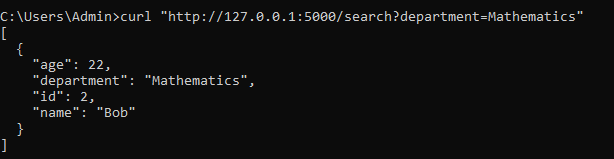 C:\Users\Admin>curl "http://127.0.0.1:5000/search?department=Mathematics"
[
  {
    "age": 22,
    "department": "Mathematics",
    "id": 2,
    "name": "Bob"
  }
]